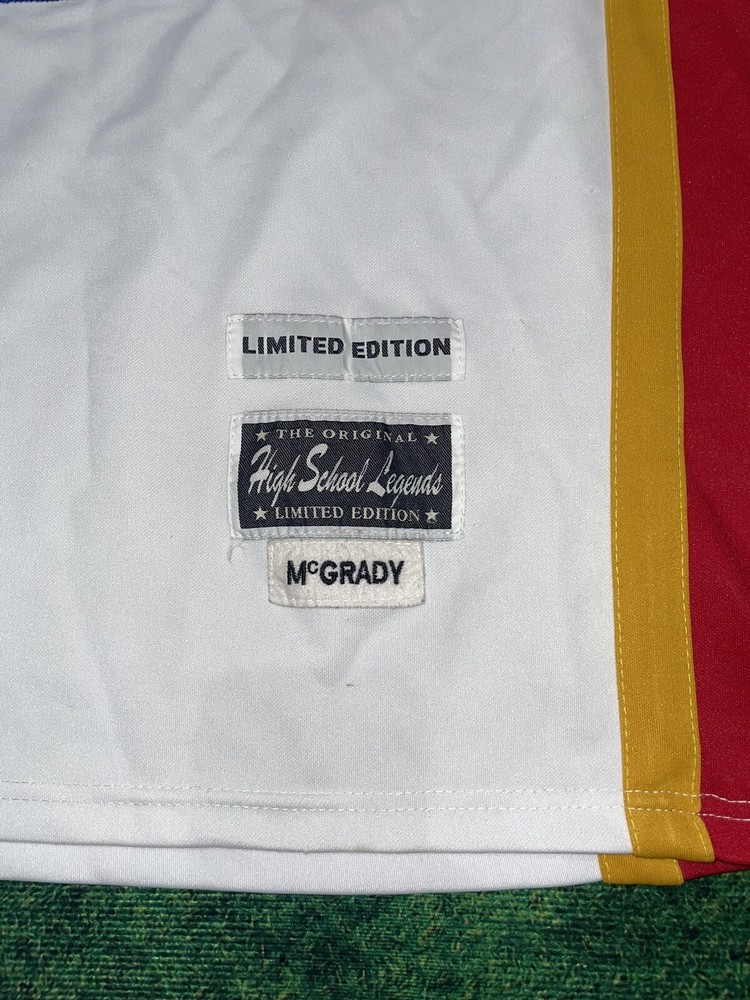 LIMITED EDITION
★ THE ORIGINAL ★
High School Legends
★ LIMITED EDITION ★
McGRADY